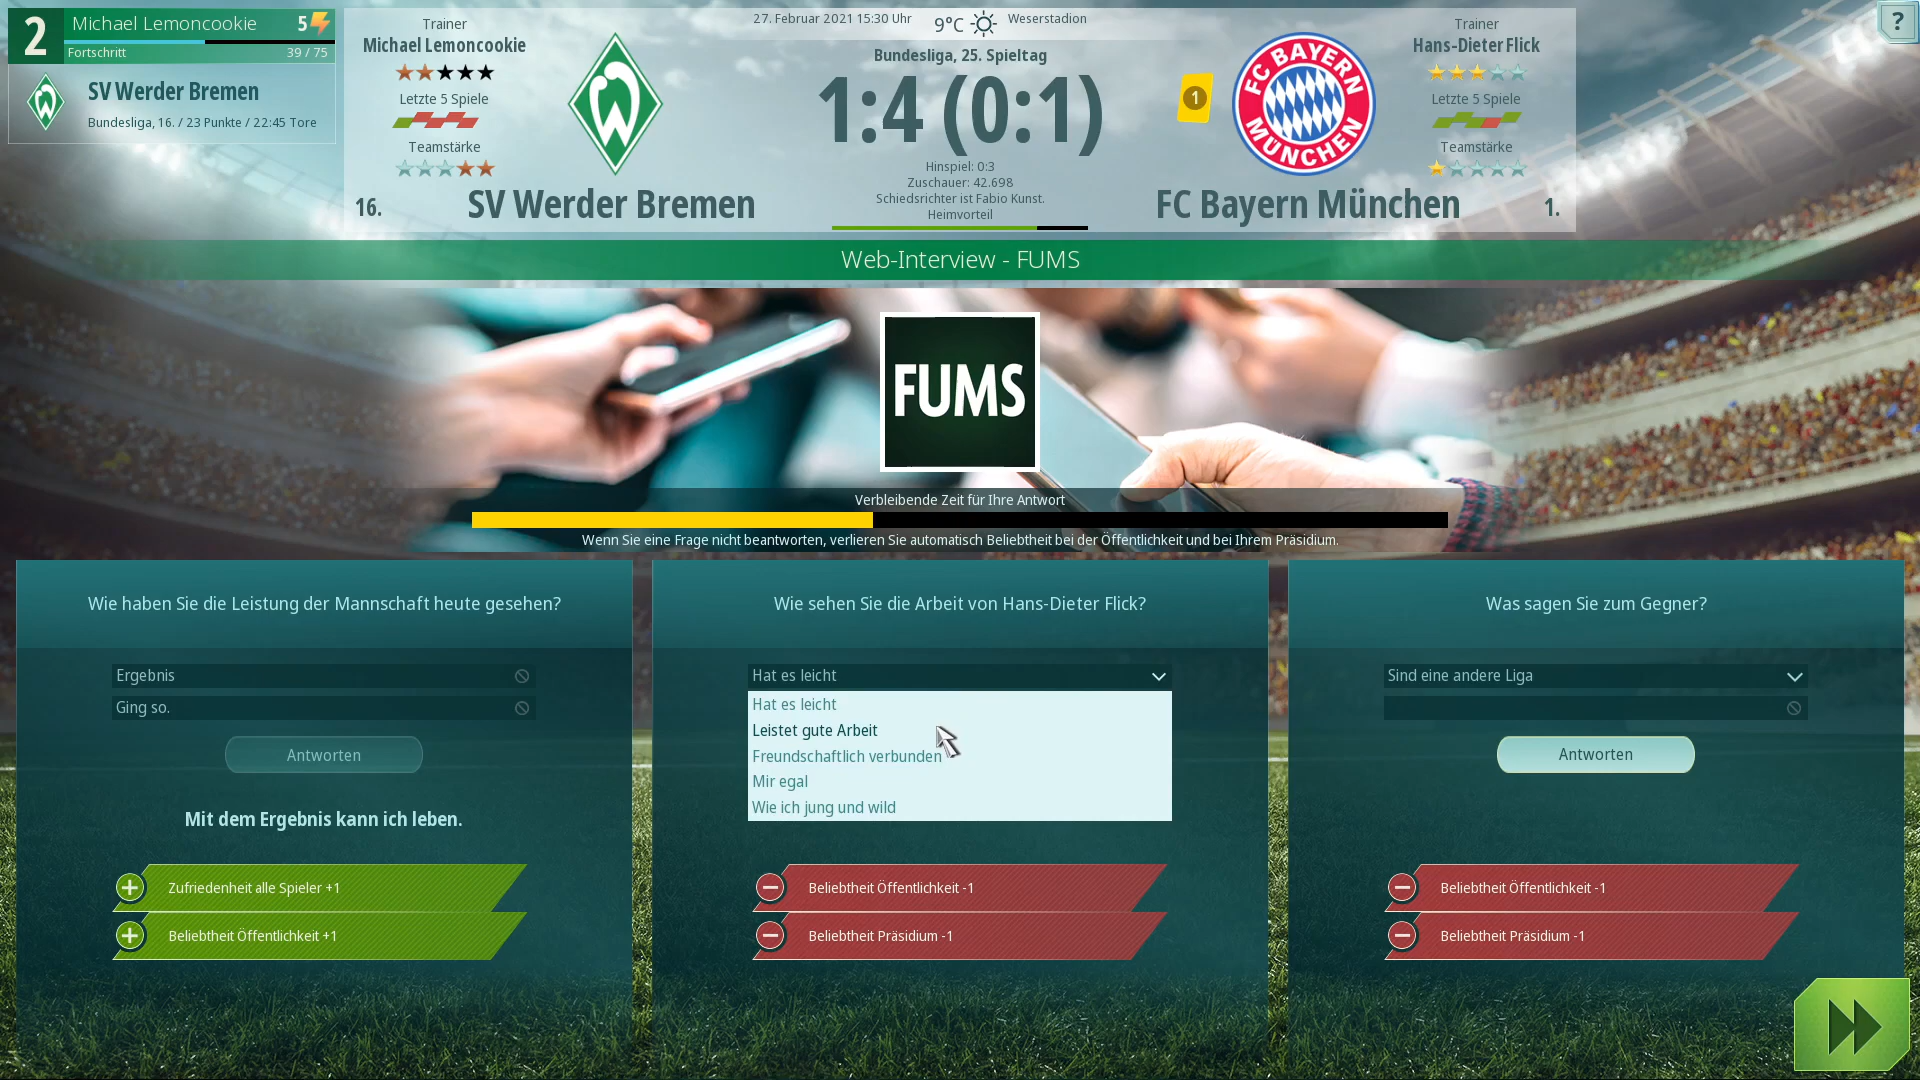 2
Michael Lemoncookie 5
Fortschritt 39 / 75
SV Werder Bremen
Bundesliga, 16. / 23 Punkte / 22:45 Tore
Trainer
Michael Lemoncookie
Letzte 5 Spiele
Teamstärke
16.
SV Werder Bremen
27. Februar 2021 15:30 Uhr 9°C Weserstadion
Bundesliga, 25. Spieltag
1:4 (0:1)
Hinspiel: 0:3
Zuschauer: 42.698
Schiedsrichter ist Fabio Kunst.
Heimvorteil
1
FC BAYERN
MÜNCHEN
Trainer
Hans-Dieter Flick
Letzte 5 Spiele
Teamstärke
FC Bayern München
1.
?
Web-Interview - FUMS
FUMS
Verbleibende Zeit für Ihre Antwort
Wenn Sie eine Frage nicht beantworten, verlieren Sie automatisch Beliebtheit bei der Öffentlichkeit und bei Ihrem Präsidium.
Wie haben Sie die Leistung der Mannschaft heute gesehen?
Ergebnis
Ging so.
Antworten
Mit dem Ergebnis kann ich leben.
Zufriedenheit alle Spieler +1
Beliebtheit Öffentlichkeit +1
Wie sehen Sie die Arbeit von Hans-Dieter Flick?
Hat es leicht
Hat es leicht
Leistet gute Arbeit
Freundschaftlich verbunden
Mir egal
Wie ich jung und wild
Beliebtheit Öffentlichkeit -1
Beliebtheit Präsidium -1
Was sagen Sie zum Gegner?
Sind eine andere Liga
Antworten
Beliebtheit Öffentlichkeit -1
Beliebtheit Präsidium -1